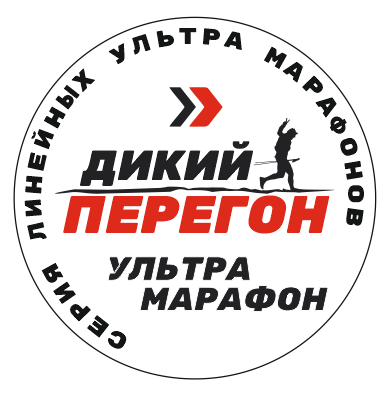 СЕРИЯ ЛИНЕЙНЫХ УЛЬТРА МАРАФОНОВ
ДИКИЙ
ПЕРЕГОН
УЛЬТРА
МАРАФОН